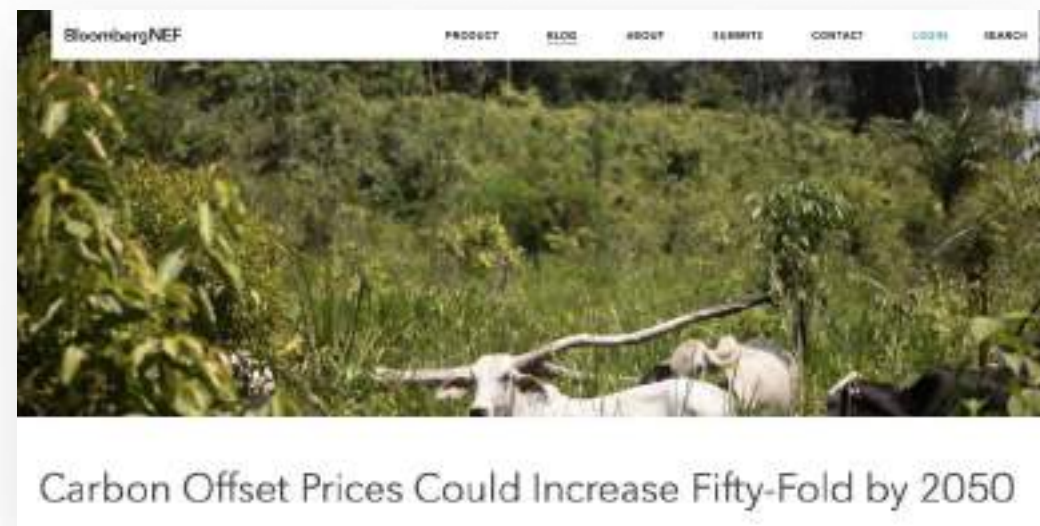 BloombergNEF
PRODUCT BLOG ABOUT SUMMITS CONTACT LOGIN SEARCH
Carbon Offset Prices Could Increase Fifty-Fold by 2050